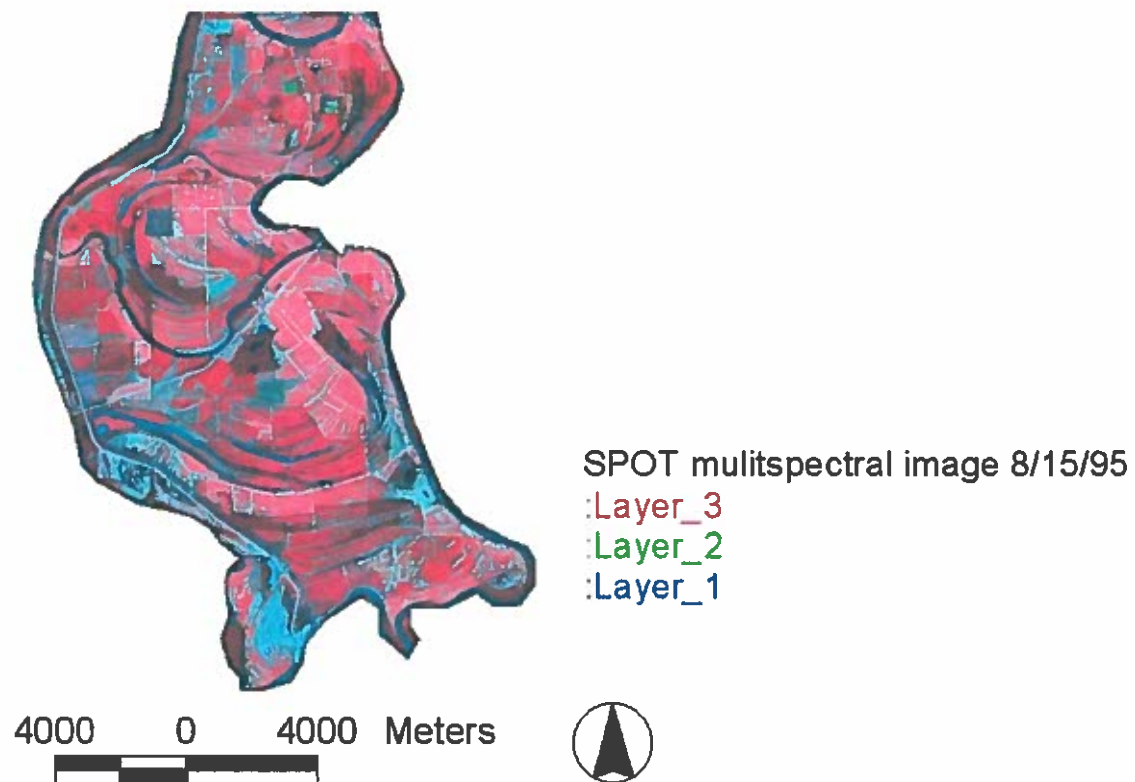 SPOT mulitspectral image 8/15/95
:Layer_3
:Layer_2
:Layer_1
4000 0 4000 Meters